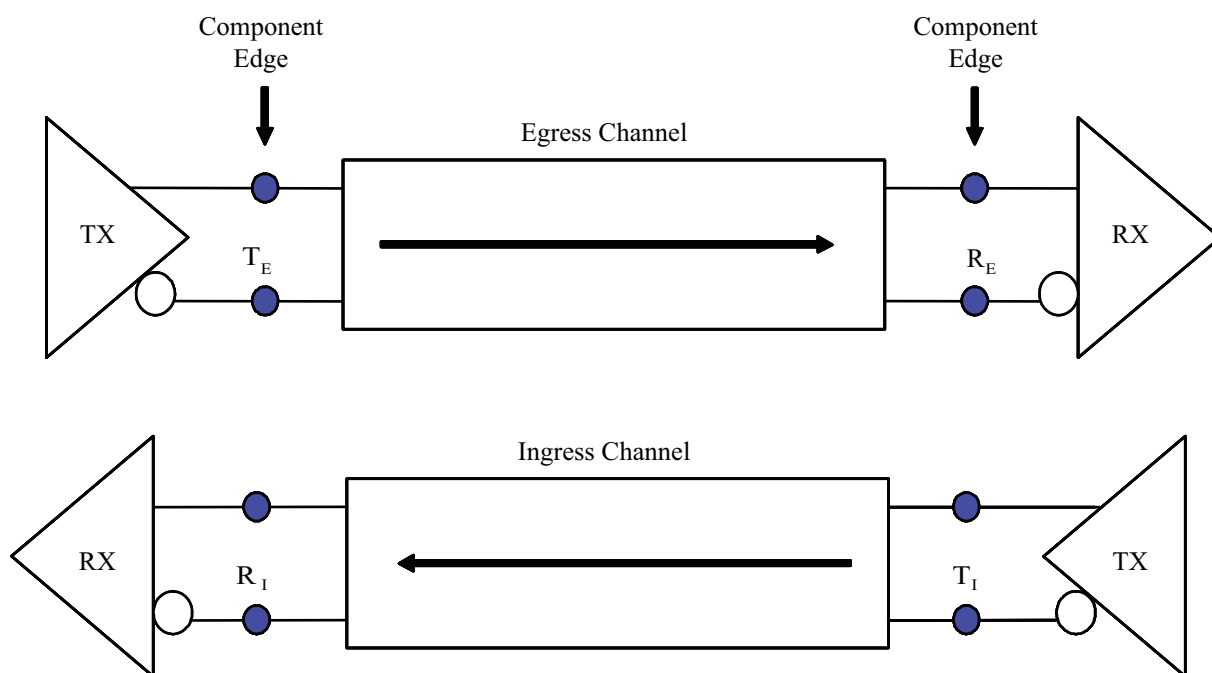 Component
Edge
Component
Edge
Egress Channel
TX
T_E
R_E
RX
Ingress Channel
RX
R_I
T_I
TX